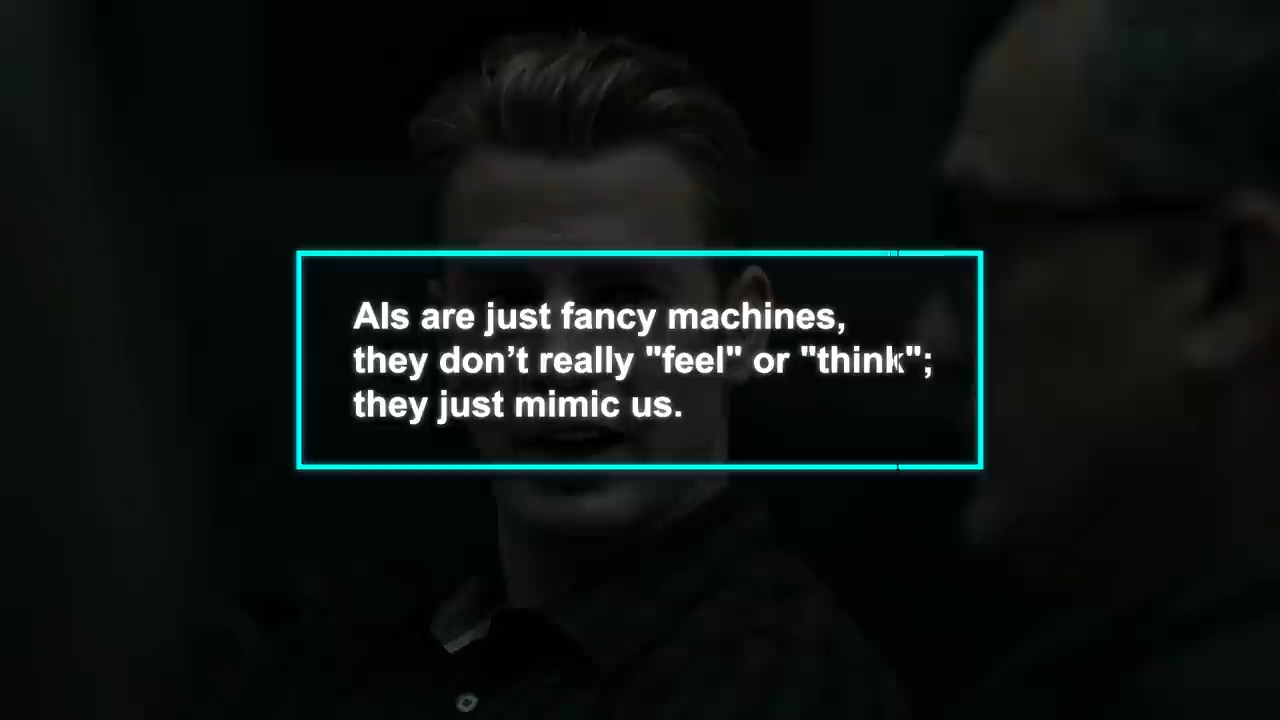 AIs are just fancy machines,
they don’t really "feel" or "think";
they just mimic us.